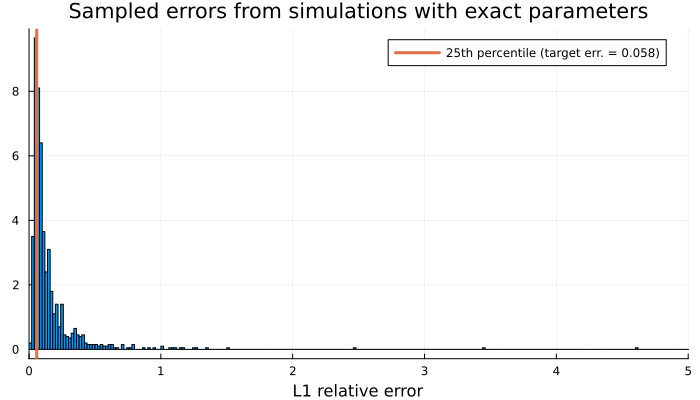 Sampled errors from simulations with exact parameters
25th percentile (target err. = 0.058)
8
6
4
2
0
0 1 2 3 4 5
L1 relative error